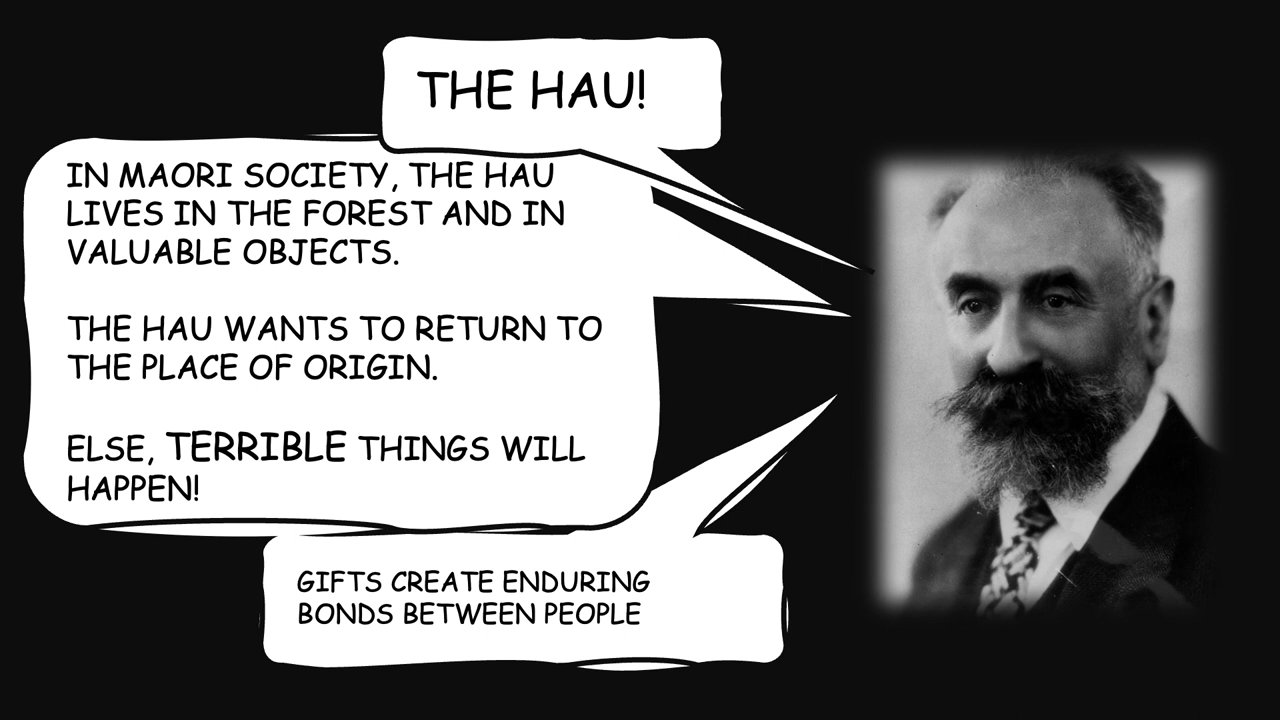 THE HAU!
IN MAORI SOCIETY, THE HAU
LIVES IN THE FOREST AND IN
VALUABLE OBJECTS.
THE HAU WANTS TO RETURN TO
THE PLACE OF ORIGIN.
ELSE, TERRIBLE THINGS WILL
HAPPEN!
GIFTS CREATE ENDURING
BONDS BETWEEN PEOPLE